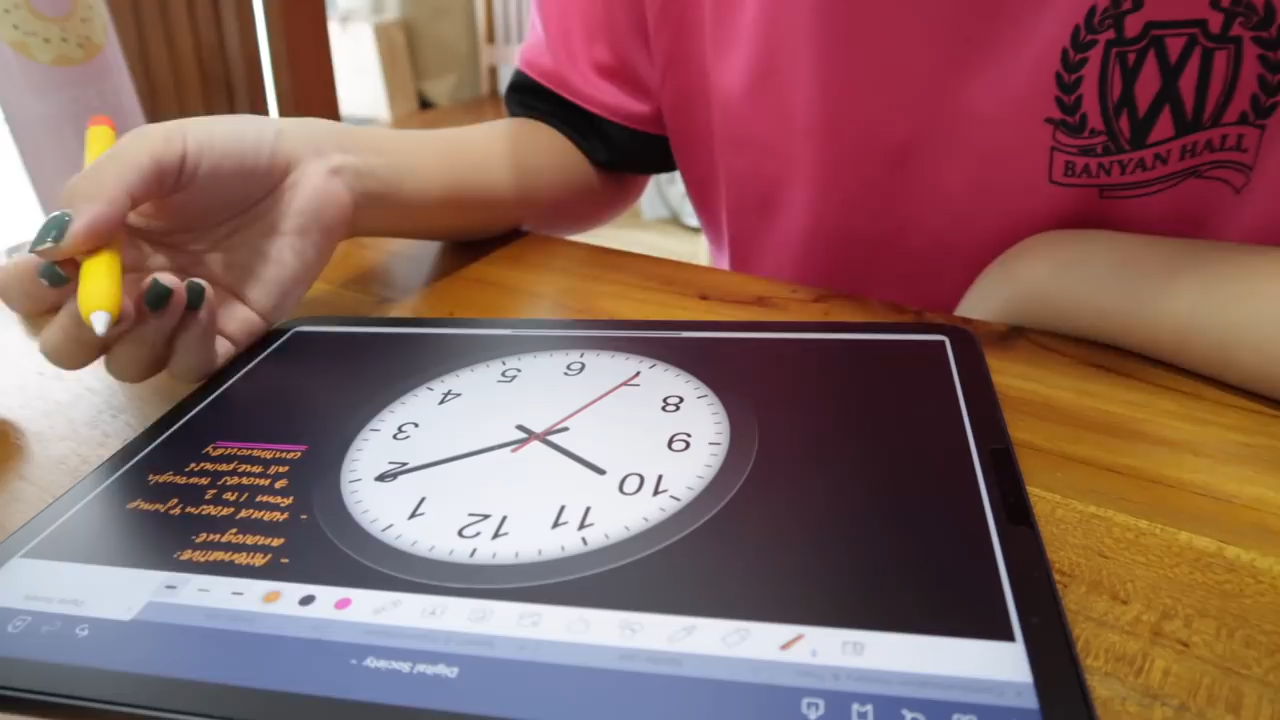 XXI
BANYAN HALL
Digital Society
- Alternative:
analogue.
- Hand doesn't jump
from 1 to 2
→ moves through
all the points
continuously
12
1
2
3
4
5
6
7
8
9
10
11